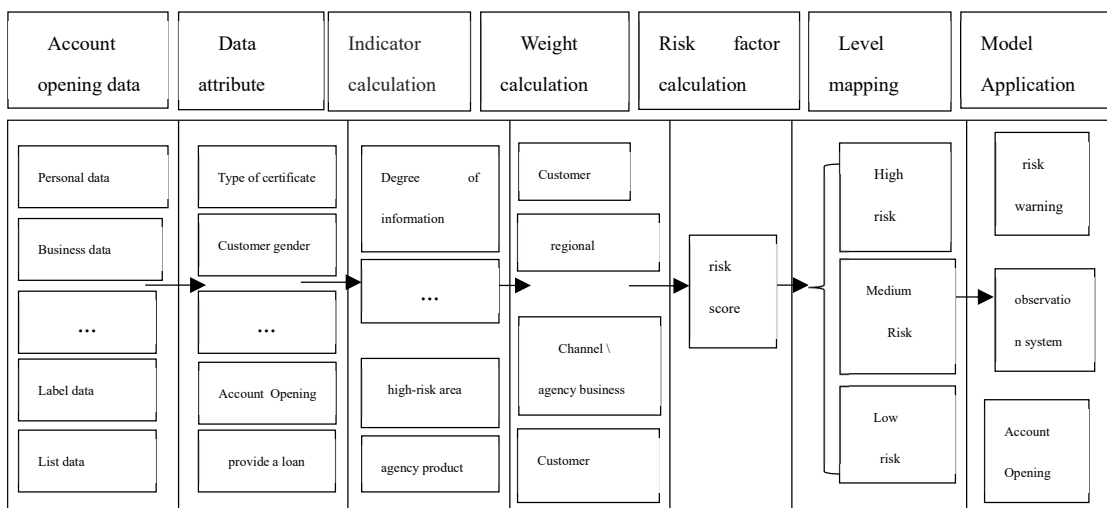 Account
opening data
Data
attribute
Indicator
calculation
Weight
calculation
Risk factor
calculation
Level
mapping
Model
Application
Personal data
Business data
...
Label data
List data
Type of certificate
Customer gender
...
Account Opening
provide a loan
Degree of
information
...
high-risk area
agency product
Customer
regional
Channel \
agency business
Customer
risk
score
High
risk
Medium
Risk
Low
risk
risk
warning
observatio
n system
Account
Opening